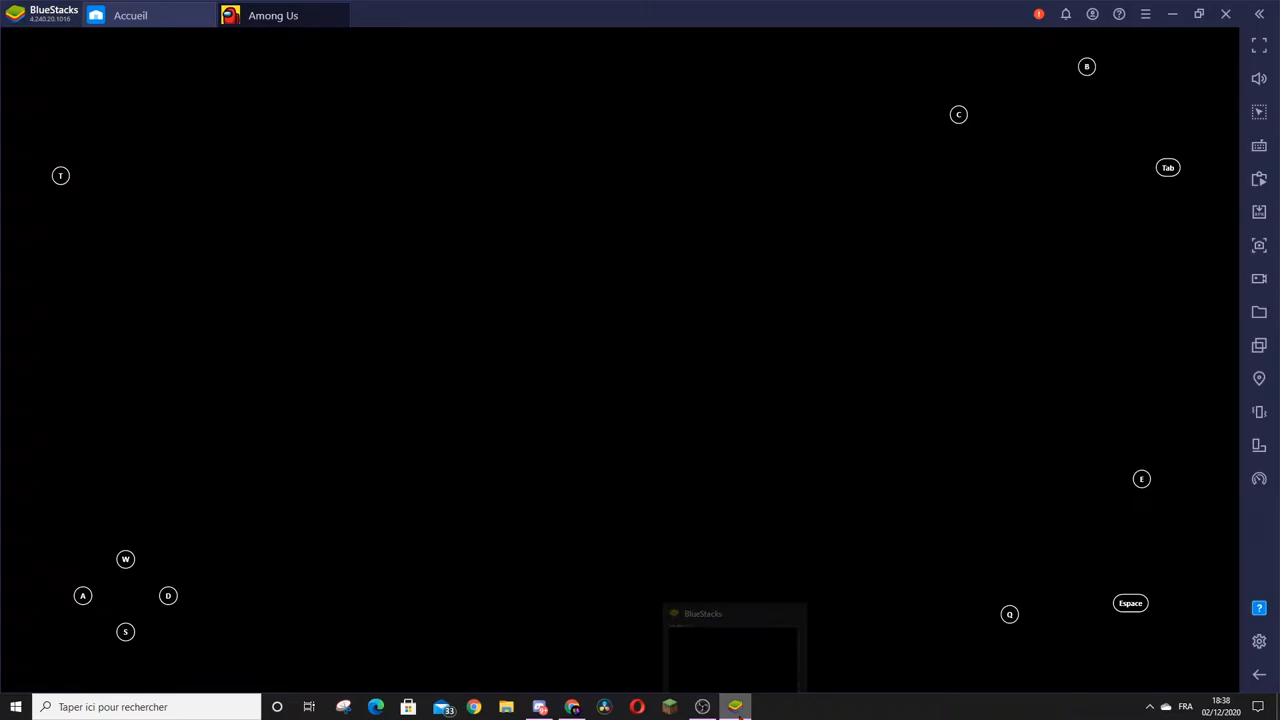 BlueStacks
4.240.20.1016
Accueil
Among Us
B
C
Tab
T
E
W
A
D
S
Q
Espace
BlueStacks
Taper ici pour rechercher
33
FRA
18:38
02/12/2020